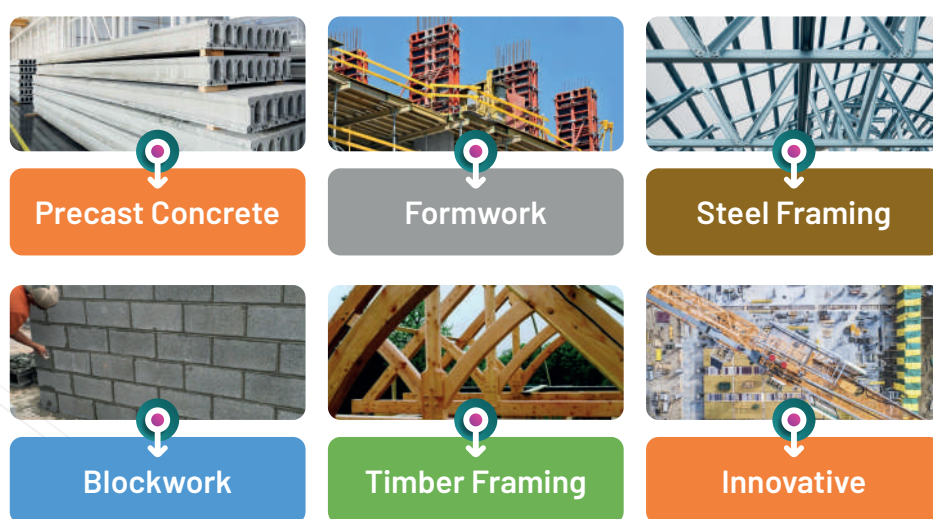 Precast Concrete
Formwork
Steel Framing
Blockwork
Timber Framing
Innovative